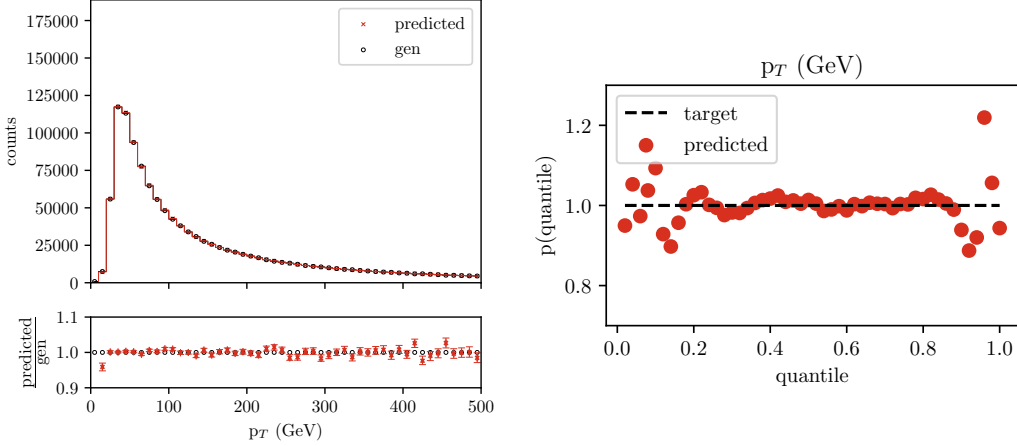 175000
150000
125000
100000
75000
50000
25000
0
counts
predicted
gen
1.1
1.0
0.9
predicted
gen
0 100 200 300 400 500
p_T (GeV)
p_T (GeV)
1.2
1.0
0.8
p(quantile)
target
predicted
0.0 0.2 0.4 0.6 0.8 1.0
quantile